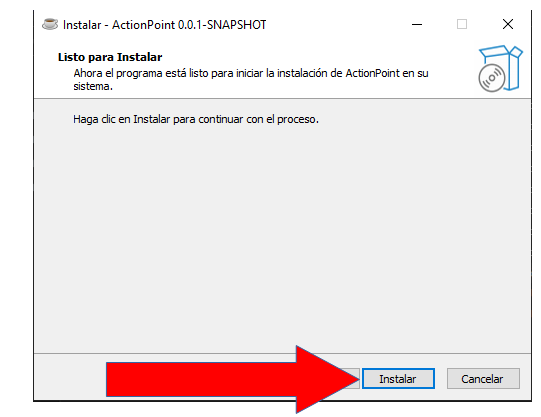 Instalar - ActionPoint 0.0.1-SNAPSHOT
Listo para Instalar
Ahora el programa está listo para iniciar la instalación de ActionPoint en su
sistema.
Haga clic en Instalar para continuar con el proceso.
Instalar
Cancelar